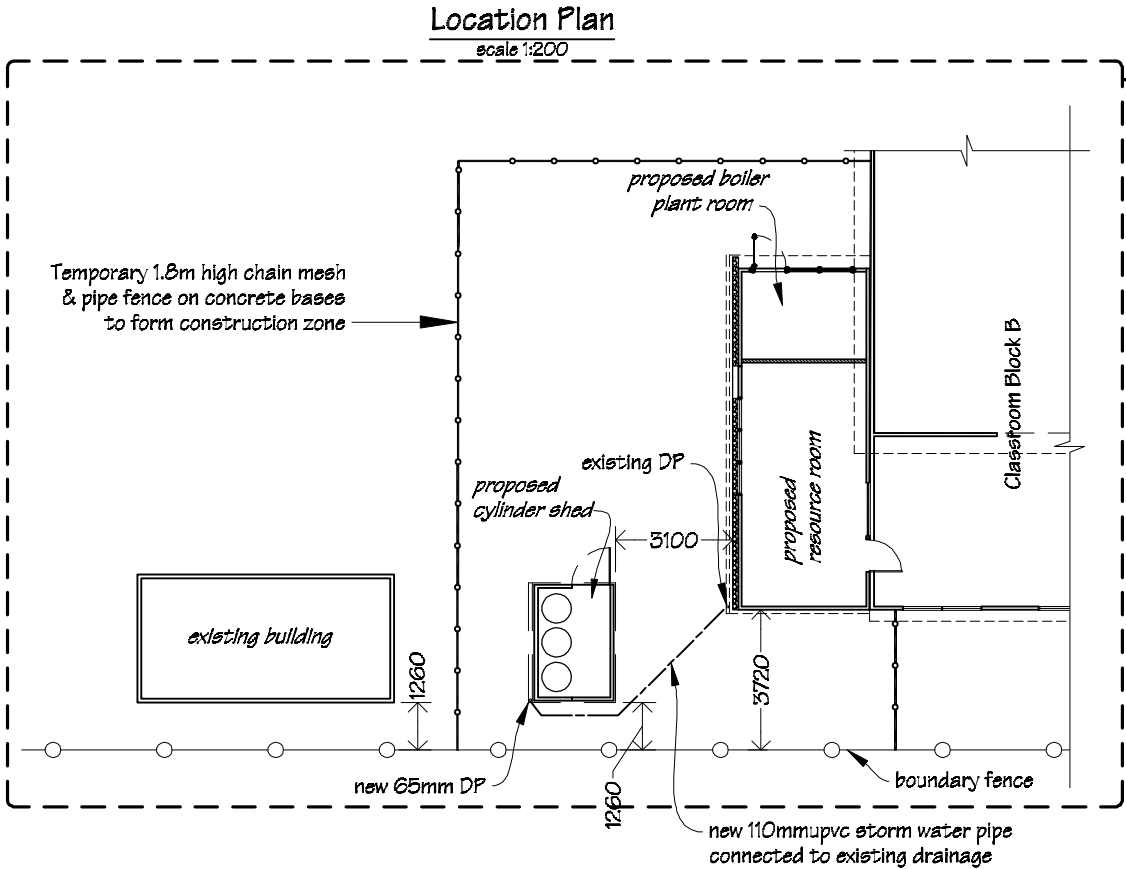 Location Plan
scale 1:200
proposed boiler
plant room
Temporary 1.8m high chain mesh
& pipe fence on concrete bases
to form construction zone
Classroom Block B
existing DP
proposed
cylinder shed
proposed
resource room
3100
existing building
1260
3720
1260
new 65mm DP
boundary fence
new 110mmupvc storm water pipe
connected to existing drainage